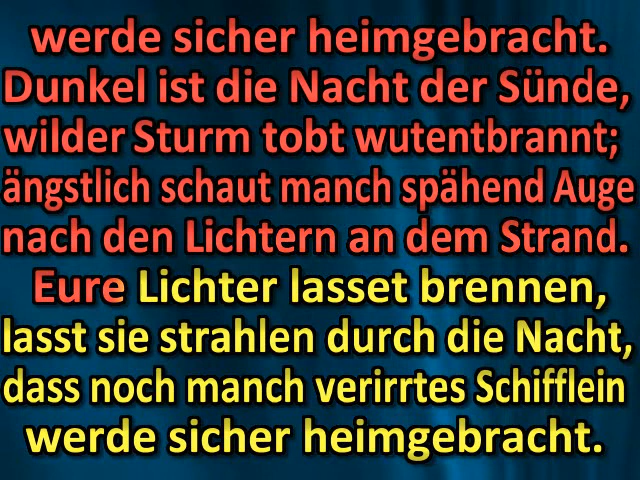 werde sicher heimgebracht.
Dunkel ist die Nacht der Sünde,
wilder Sturm tobt wutentbrannt;
ängstlich schaut manch spähend Auge
nach den Lichtern an dem Strand.
Eure Lichter lasset brennen,
lasst sie strahlen durch die Nacht,
dass noch manch verirrtes Schifflein
werde sicher heimgebracht.